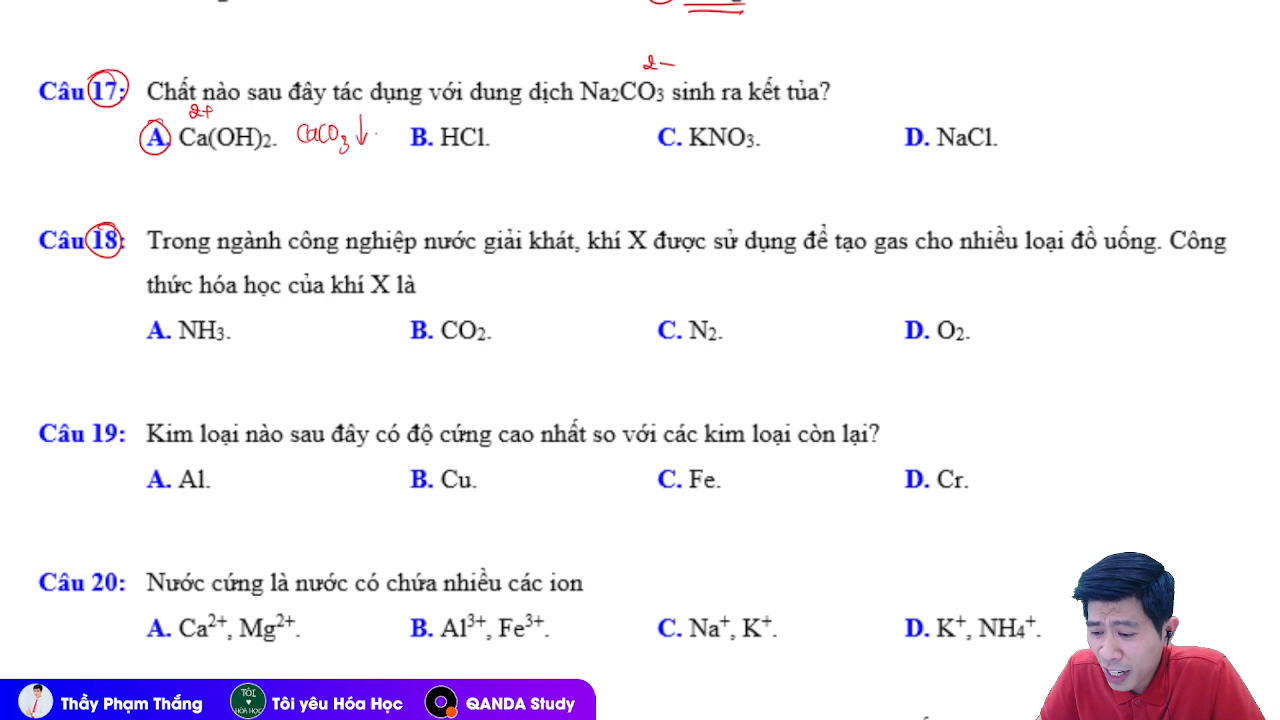 2-
Câu 17: Chất nào sau đây tác dụng với dung dịch Na₂CO₃ sinh ra kết tủa?
2+
A. Ca(OH)₂. CaCO₃↓ B. HCl. C. KNO₃. D. NaCl.
Câu 18: Trong ngành công nghiệp nước giải khát, khí X được sử dụng để tạo gas cho nhiều loại đồ uống. Công
thức hóa học của khí X là
A. NH₃. B. CO₂. C. N₂. D. O₂.
Câu 19: Kim loại nào sau đây có độ cứng cao nhất so với các kim loại còn lại?
A. Al. B. Cu. C. Fe. D. Cr.
Câu 20: Nước cứng là nước có chứa nhiều các ion
A. Ca²⁺, Mg²⁺. B. Al³⁺, Fe³⁺. C. Na⁺, K⁺. D. K⁺, NH₄⁺.
Thầy Phạm Thắng TÔI ♥ HÓA HỌC Tôi yêu Hóa Học QANDA Study